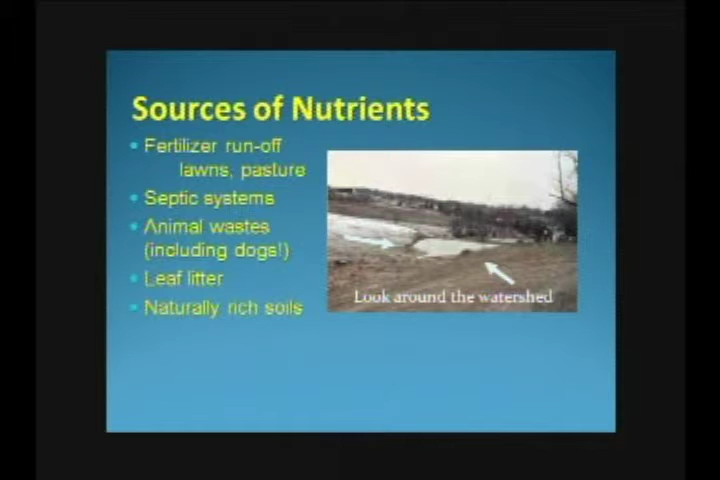 Sources of Nutrients
Fertilizer run-off
lawns, pasture
Septic systems
Animal wastes
(including dogs!)
Leaf litter
Naturally rich soils
Look around the watershed